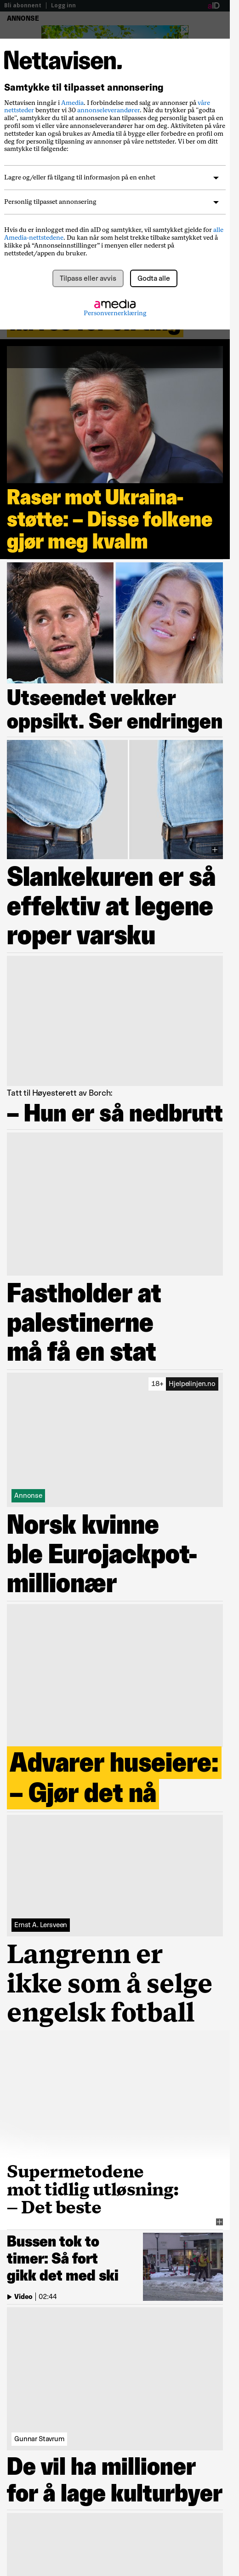 Bli abonnent | Logg inn
ANNONSE
Nettavisen.
Samtykke til tilpasset annonsering
Nettavisen inngår i Amedia. I forbindelse med salg av annonser på våre
nettsteder benytter vi 30 annonseleverandører. Når du trykker på "godta
alle", samtykker du til at annonser kan tilpasses deg personlig basert på en
profil som vi eller våre annonseleverandører har om deg. Aktiviteten på våre
nettsteder kan også brukes av Amedia til å bygge eller forbedre en profil om
deg for personlig tilpasning av annonser på våre nettsteder. Vi ber om ditt
samtykke til følgende:
Lagre og/eller få tilgang til informasjon på en enhet
Personlig tilpasset annonsering
Hvis du er innlogget med din aID og samtykker, vil samtykket gjelde for alle
Amedia-nettstedene. Du kan når som helst trekke tilbake samtykket ved å
klikke på "Annonseinnstillinger" i menyen eller nederst på
nettstedet/appen du bruker.
Tilpass eller avvis
Godta alle
amedia
Personvernerklæring
Raser mot Ukraina-
støtte: – Disse folkene
gjør meg kvalm
Utseendet vekker
oppsikt. Ser endringen
Slankekuren er så
effektiv at legene
roper varsku
Tatt til Høyesterett av Borch:
– Hun er så nedbrutt
Fastholder at
palestinerne
må få en stat
18+ Hjelpelinjen.no
Annonse
Norsk kvinne
ble Eurojackpot-
millionær
Advarer huseiere:
– Gjør det nå
Ernst A. Lersveen
Langrenn er
ikke som å selge
engelsk fotball
Supermetodene
mot tidlig utløsning:
– Det beste
Bussen tok to
timer: Så fort
gikk det med ski
Video | 02:44
Gunnar Stavrum
De vil ha millioner
for å lage kulturbyer